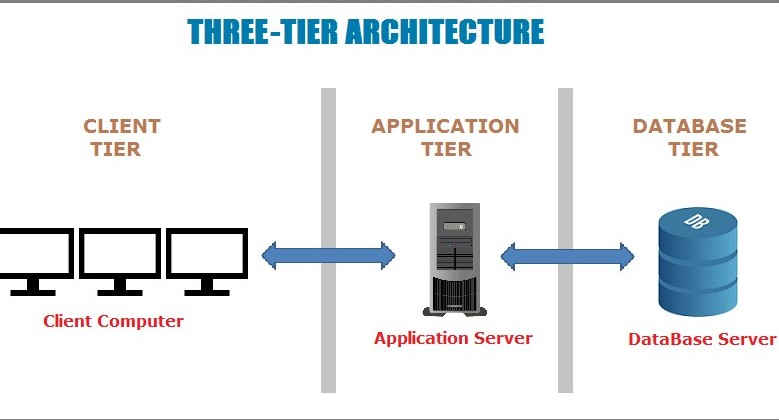 THREE-TIER ARCHITECTURE
CLIENT
TIER
APPLICATION
TIER
DATABASE
TIER
DB
Client Computer
Application Server
DataBase Server